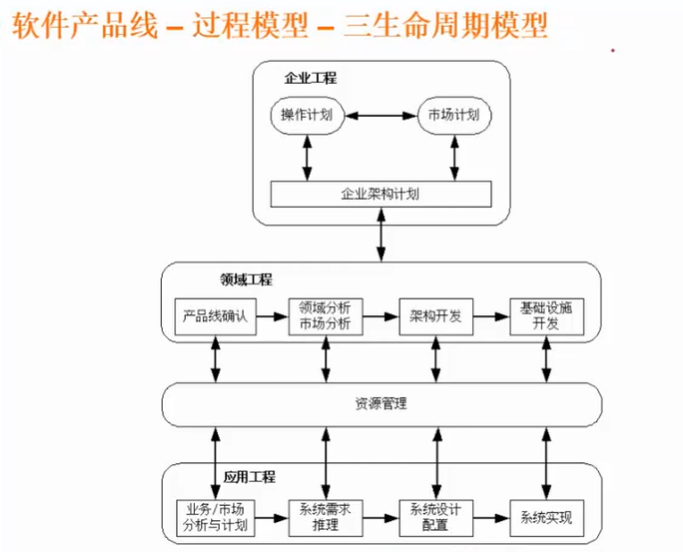 软件产品线 – 过程模型 – 三生命周期模型
企业工程
操作计划
市场计划
企业架构计划
领域工程
产品线确认
领域分析
市场分析
架构开发
基础设施
开发
资源管理
应用工程
业务/市场
分析与计划
系统需求
推理
系统设计
配置
系统实现